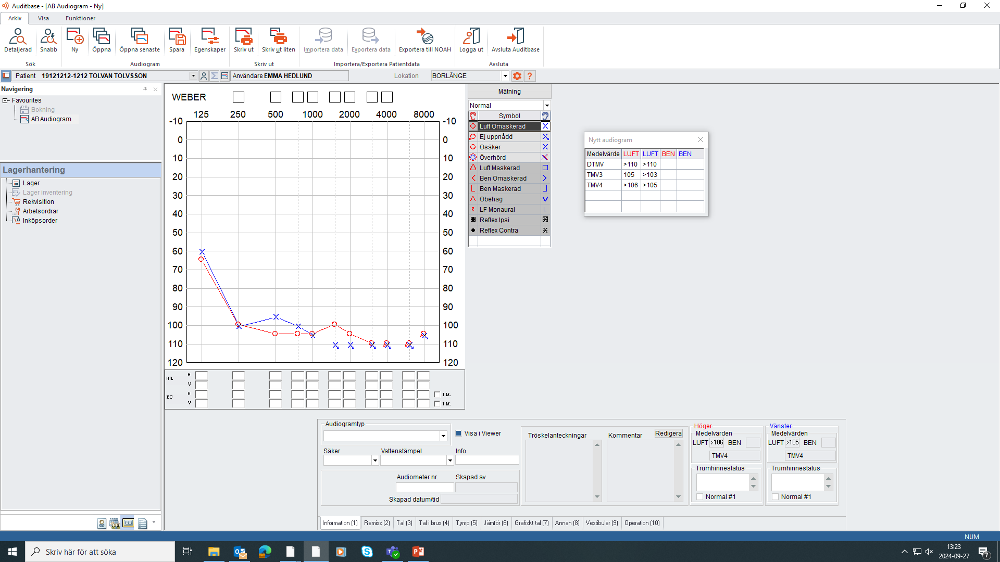 Auditbase - [AB Audiogram - Ny]
Arkiv Visa Funktioner
Detaljerad Snabb Ny Öppna Öppna senaste Spara Egenskaper Skriv ut Skriv ut liten Importera data Exportera data Exportera till NOAH Logga ut Avsluta Auditbase
Sök Audiogram Skriv ut Importera/Exportera Patientdata Avsluta
Patient 19121212-1212 TOLVAN TOLVSSON Användare EMMA HEDLUND Lokation BORLÄNGE ?
Navigering
Favourites
Bokning
AB Audiogram
Lagerhantering
Lager
Lager inventering
Rekvisition
Arbetsordrar
Inköpsorder
WEBER
125 250 500 1000 2000 4000 8000
-10 -10
0 0
10 10
20 20
30 30
40 40
50 50
60 60
70 70
80 80
90 90
100 100
110 110
120 120
HTL H
V
BC H I.M.
V I.M.
Mätning
Normal
Symbol
Luft Omaskerad
Ej uppnådd
Osäker
Överhörd
Luft Maskerad
Ben Omaskerad
Ben Maskerad
Obehag
R LF Monaural L
Reflex Ipsi
Reflex Contra
Nytt audiogram
Medelvärde LUFT LUFT BEN BEN
DTMV >110 >110
TMV3 105 >103
TMV4 >106 >105
Audiogramtyp
Visa i Viewer
Säker Vattenstämpel Info
Audiometer nr. Skapad av
Skapad datum/tid
Tröskelanteckningar Kommentar Redigera
Höger
Medelvärden
LUFT >106 BEN
TMV4
Trumhinnestatus
Normal #1
Vänster
Medelvärden
LUFT >105 BEN
TMV4
Trumhinnestatus
Normal #1
Information (1) Remiss (2) Tal (3) Tal i brus (4) Tymp (5) Jämför (6) Grafiskt tal (7) Annan (8) Vestibular (9) Operation (10)
NUM
Skriv här för att söka
13:23
2024-09-27
7